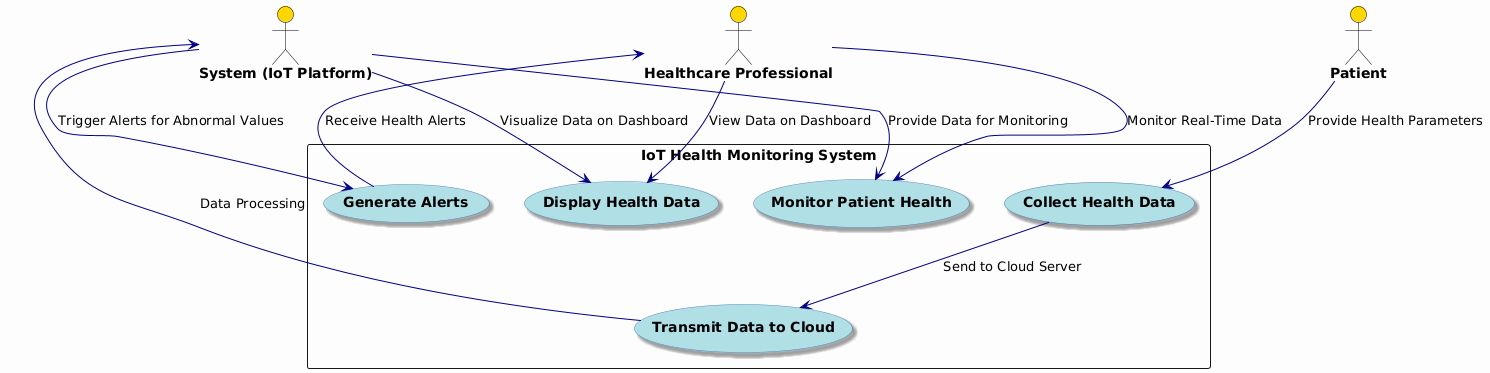 System (IoT Platform)
Healthcare Professional
Patient
Trigger Alerts for Abnormal Values
Receive Health Alerts
Visualize Data on Dashboard
View Data on Dashboard
Provide Data for Monitoring
Monitor Real-Time Data
Provide Health Parameters
IoT Health Monitoring System
Data Processing
Generate Alerts
Display Health Data
Monitor Patient Health
Collect Health Data
Send to Cloud Server
Transmit Data to Cloud